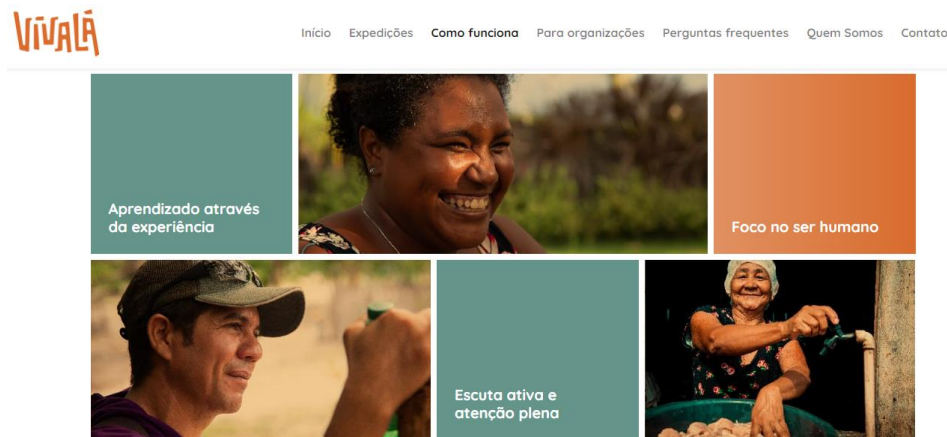 VIVALÁ
Início Expedições Como funciona Para organizações Perguntas frequentes Quem Somos Contato
Aprendizado através
da experiência
Foco no ser humano
Escuta ativa e
atenção plena